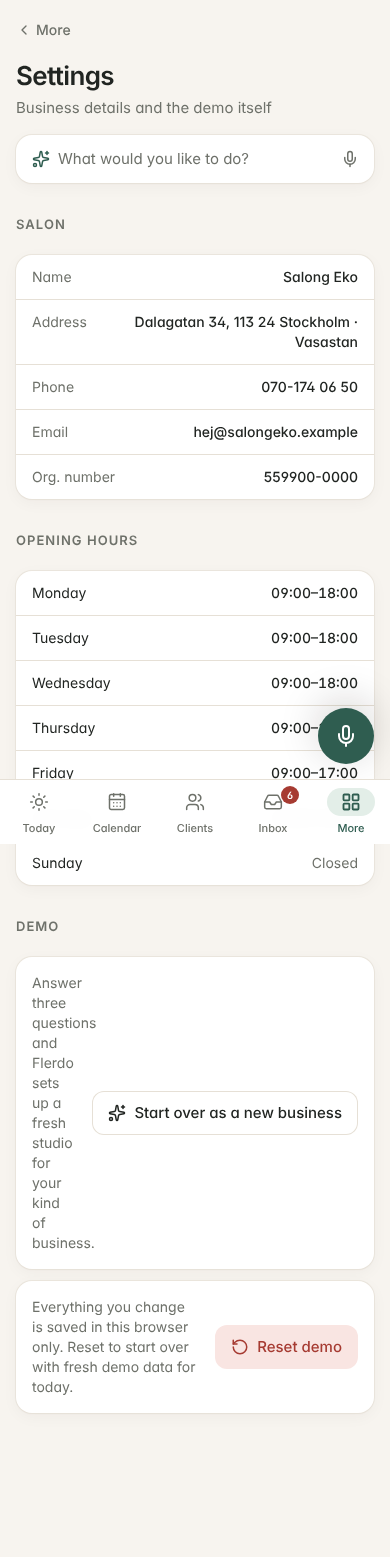 More
Settings
Business details and the demo itself
What would you like to do?
SALON
Name Salong Eko
Address Dalagatan 34, 113 24 Stockholm ·
Vasastan
Phone 070-174 06 50
Email hej@salongeko.example
Org. number 559900-0000
OPENING HOURS
Monday 09:00–18:00
Tuesday 09:00–18:00
Wednesday 09:00–18:00
Thursday 09:00–
Friday 09:00–17:00
Today Calendar Clients Inbox 6 More
Sunday Closed
DEMO
Answer
three
questions
and
Flerdo
sets
up a
fresh
studio
for
your
kind
of
business.
Start over as a new business
Everything you change
is saved in this browser
only. Reset to start over
with fresh demo data for
today.
Reset demo